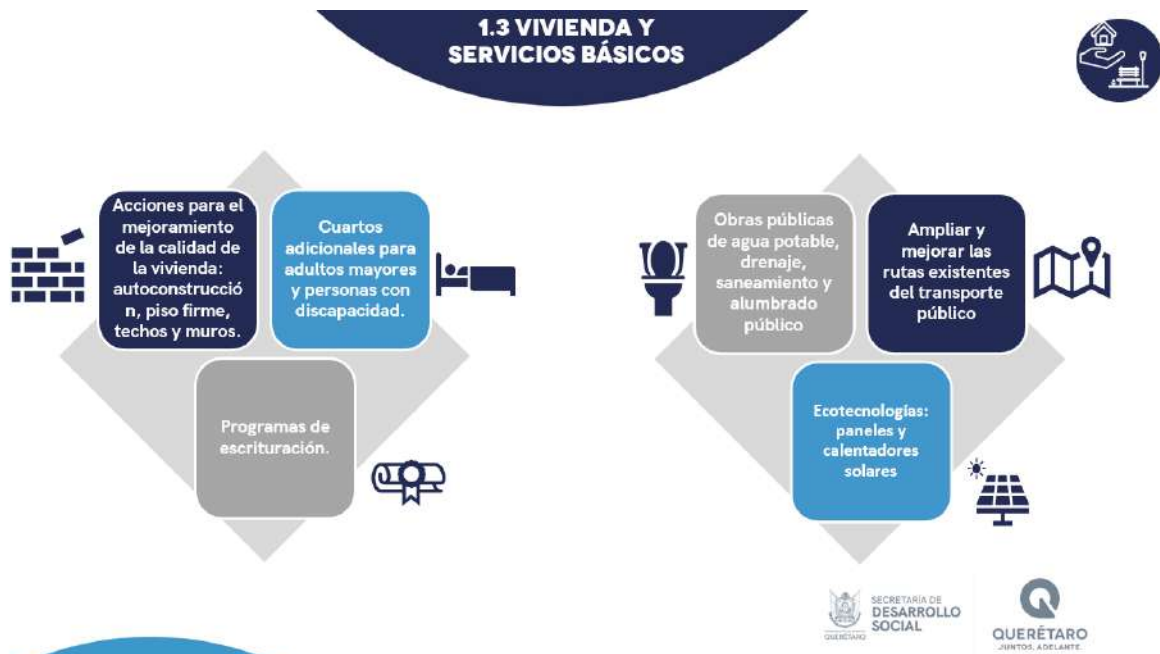 1.3 VIVIENDA Y
SERVICIOS BÁSICOS
Acciones para el
mejoramiento
de la calidad de
la vivienda:
autoconstrucció
n, piso firme,
techos y muros.
Cuartos
adicionales para
adultos mayores
y personas con
discapacidad.
Programas de
escrituración.
Obras públicas
de agua potable,
drenaje,
saneamiento y
alumbrado
público
Ampliar y
mejorar las
rutas existentes
del transporte
público
Ecotecnologías:
paneles y
calentadores
solares
QUERÉTARO
SECRETARÍA DE
DESARROLLO
SOCIAL
QUERÉTARO
JUNTOS, ADELANTE.